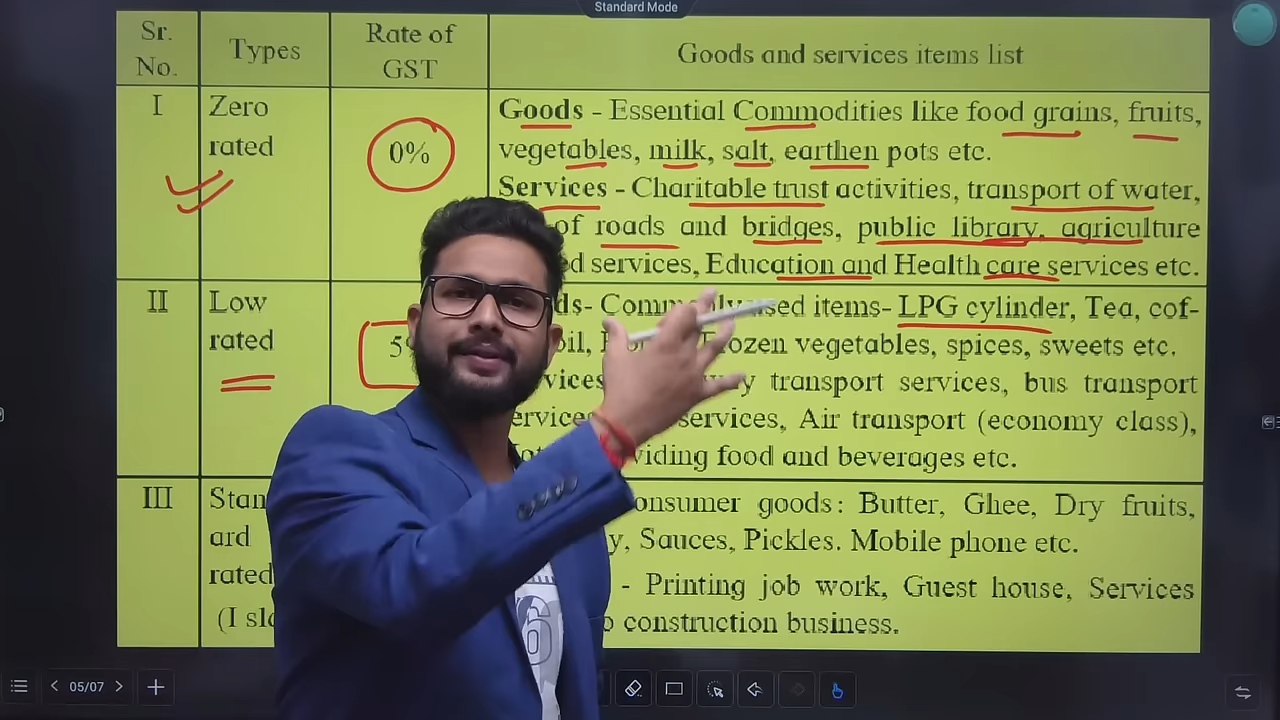 Standard Mode
Sr. No. Types Rate of GST Goods and services items list
I Zero rated 0% Goods - Essential Commodities like food grains, fruits,
vegetables, milk, salt, earthen pots etc.
Services - Charitable trust activities, transport of water,
of roads and bridges, public library, agriculture
services, Education and Health care services etc.
II Low rated Items- LPG cylinder, Tea, cof-
oil, Frozen vegetables, spices, sweets etc.
transport services, bus transport
services, Air transport (economy class),
food and beverages etc.
III Stan
ard
rated
(I
consumer goods: Butter, Ghee, Dry fruits,
Sauces, Pickles. Mobile phone etc.
- Printing job work, Guest house, Services
construction business.
05/07